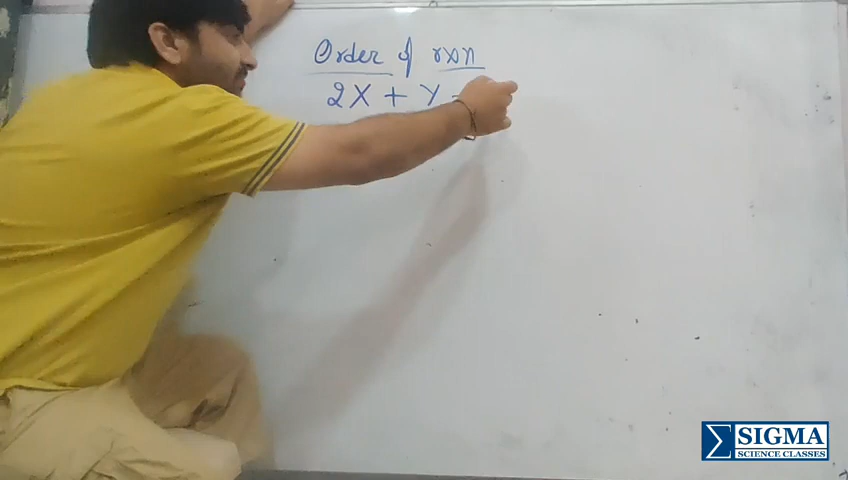 Order of rxn
2X + Y -
SIGMA
SCIENCE CLASSES